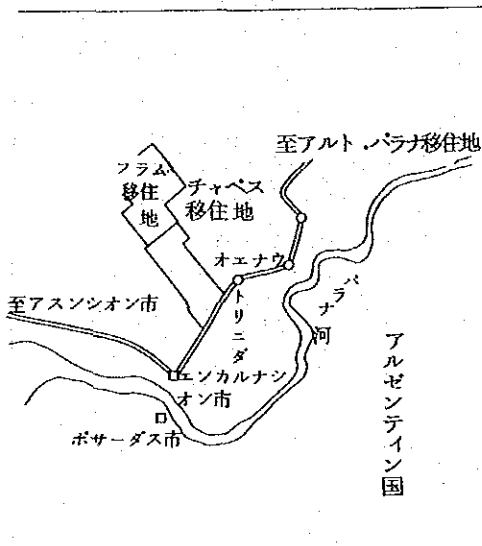 至アルト・パラナ移住地
フラム
移住
地
チャペス
移住地
オエナウ
トリニダ
パラナ河
至アスンシオン市
エンカルナシ
オン市
ポサーダス市
アルゼンティン国